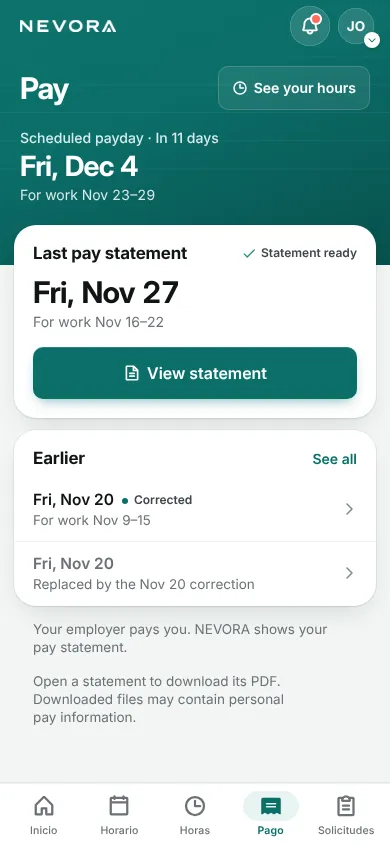 NEVORA
JO
Pay
See your hours
Scheduled payday · In 11 days
Fri, Dec 4
For work Nov 23–29
Last pay statement
Statement ready
Fri, Nov 27
For work Nov 16–22
View statement
Earlier
See all
Fri, Nov 20
Corrected
For work Nov 9–15
Fri, Nov 20
Replaced by the Nov 20 correction
Your employer pays you. NEVORA shows your
pay statement.
Open a statement to download its PDF.
Downloaded files may contain personal
pay information.
Inicio
Horario
Horas
Pago
Solicitudes